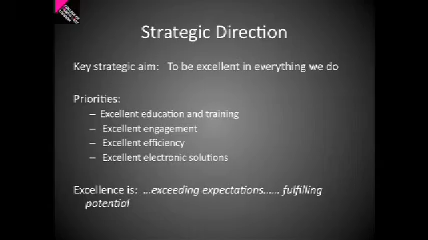 Strategic Direction
Key strategic aim: To be excellent in everything we do
Priorities:
– Excellent education and training
– Excellent engagement
– Excellent efficiency
– Excellent electronic solutions
Excellence is: …exceeding expectations…… fulfilling
potential